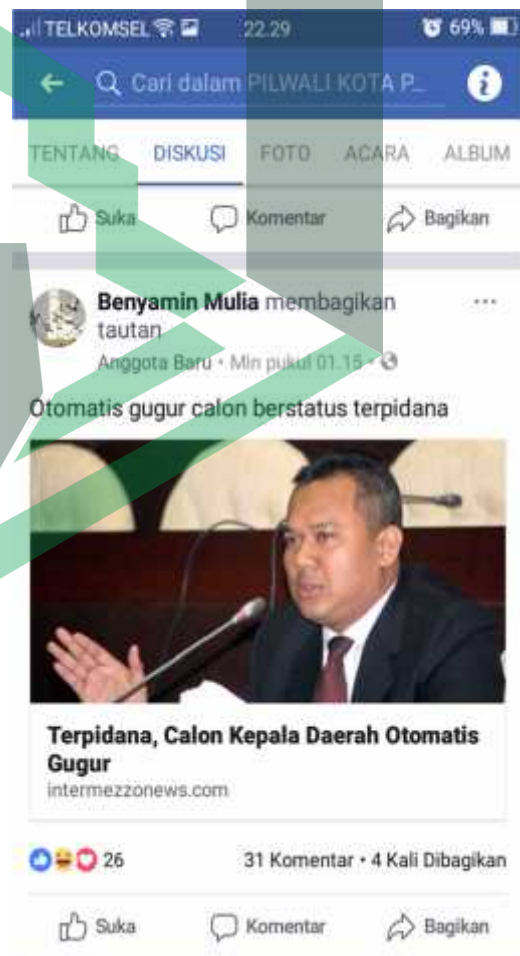 TELKOMSEL 22.29 69%
Cari dalam PILWALI KOTA P...
TENTANG DISKUSI FOTO ACARA ALBUM
Suka Komentar Bagikan
Benyamin Mulia membagikan ...
tautan
Anggota Baru • Min pukul 01.15 •
Otomatis gugur calon berstatus terpidana
Terpidana, Calon Kepala Daerah Otomatis
Gugur
intermezzonews.com
26 31 Komentar • 4 Kali Dibagikan
Suka Komentar Bagikan